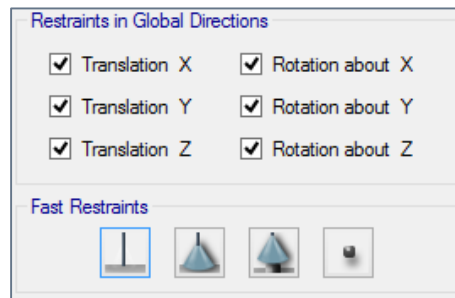 Restraints in Global Directions
Translation X
Rotation about X
Translation Y
Rotation about Y
Translation Z
Rotation about Z
Fast Restraints